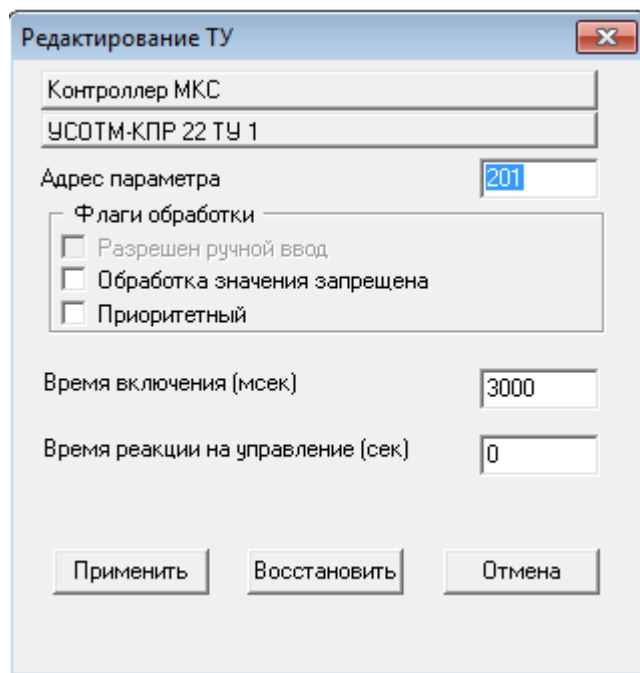 Редактирование ТУ
Контроллер МКС
УСОТМ-КПР 22 ТУ 1
Адрес параметра 201
Флаги обработки
Разрешен ручной ввод
Обработка значения запрещена
Приоритетный
Время включения (мсек) 3000
Время реакции на управление (сек) 0
Применить Восстановить Отмена